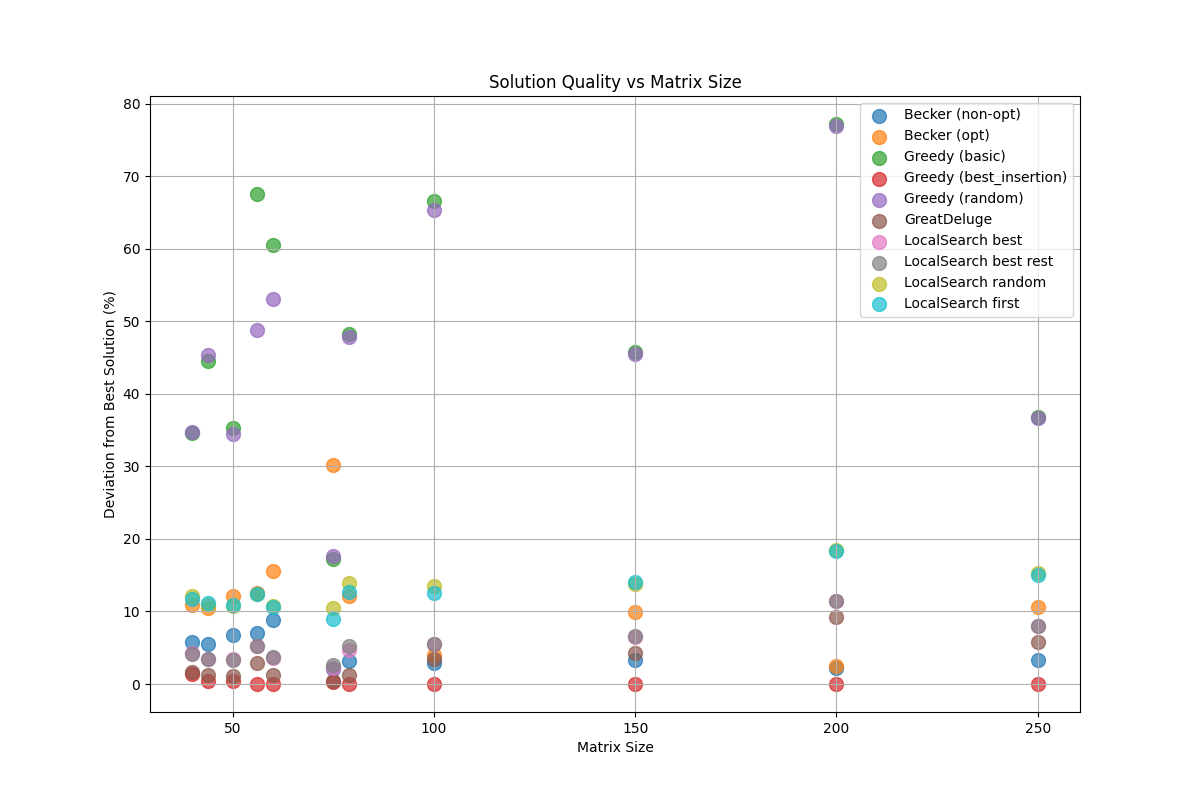 Solution Quality vs Matrix Size
80
70
60
50
40
30
20
10
0
Deviation from Best Solution (%)
Becker (non-opt)
Becker (opt)
Greedy (basic)
Greedy (best_insertion)
Greedy (random)
GreatDeluge
LocalSearch best
LocalSearch best rest
LocalSearch random
LocalSearch first
50 100 150 200 250
Matrix Size